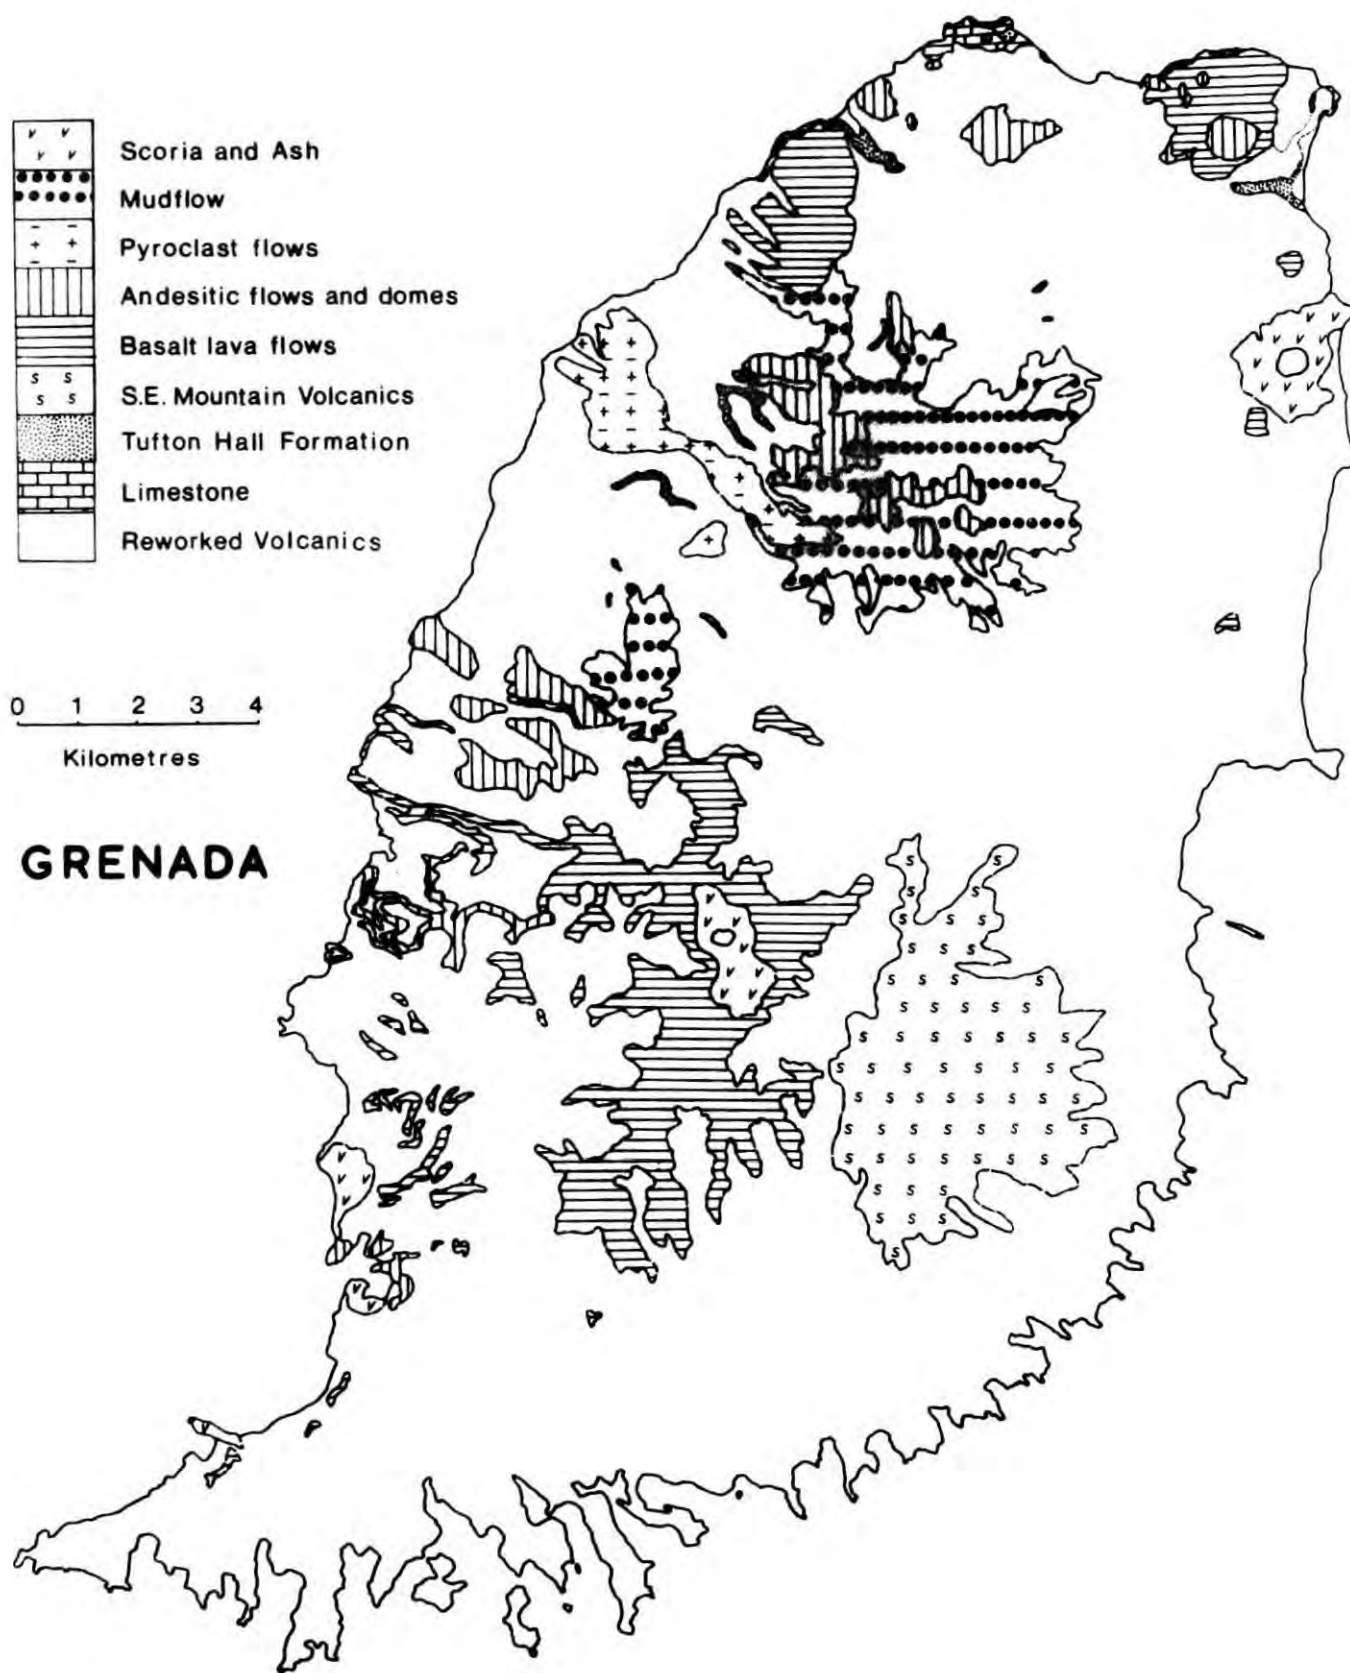 Scoria and Ash
Mudflow
Pyroclast flows
Andesitic flows and domes
Basalt lava flows
S.E. Mountain Volcanics
Tufton Hall Formation
Limestone
Reworked Volcanics
0 1 2 3 4
Kilometres
GRENADA